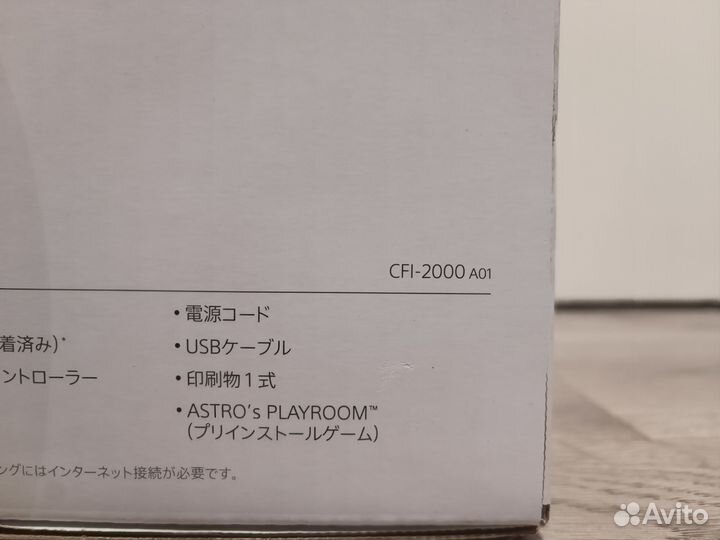 CFI-2000 A01
着済み)*
ントローラー
・電源コード
・USBケーブル
・印刷物1式
・ASTRO's PLAYROOM™
(プリインストールゲーム)
ングにはインターネット接続が必要です。
Avito